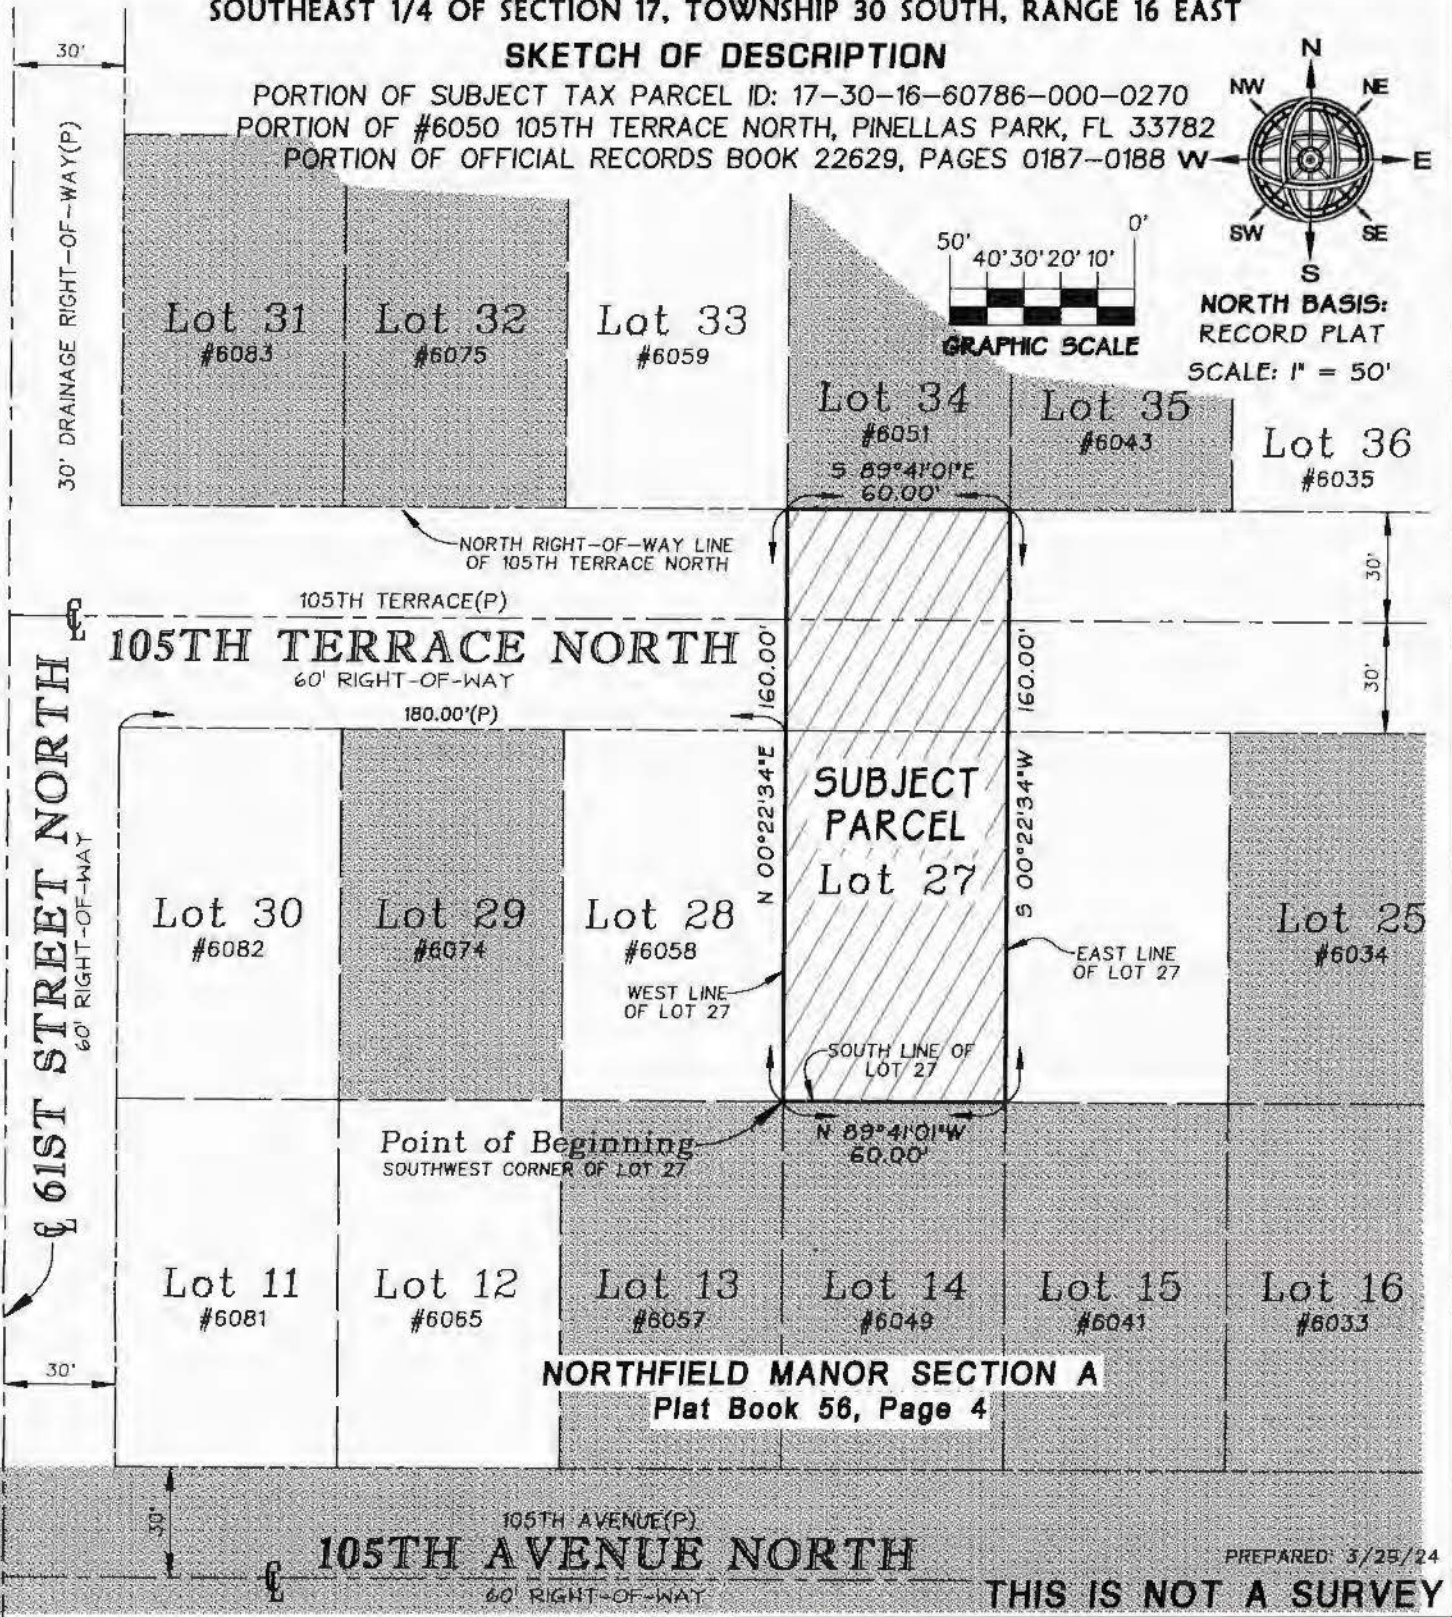 SOUTHEAST 1/4 OF SECTION 17, TOWNSHIP 30 SOUTH, RANGE 16 EAST
SKETCH OF DESCRIPTION
PORTION OF SUBJECT TAX PARCEL ID: 17-30-16-60786-000-0270
PORTION OF #6050 105TH TERRACE NORTH, PINELLAS PARK, FL 33782
PORTION OF OFFICIAL RECORDS BOOK 22629, PAGES 0187-0188
N
NW
NE
W
E
SW
SE
S
NORTH BASIS:
RECORD PLAT
SCALE: 1" = 50'
50'
40'
30'
20'
10'
0'
GRAPHIC SCALE
30'
30' DRAINAGE RIGHT-OF-WAY(P)
Lot 31
#6083
Lot 32
#6075
Lot 33
#6059
Lot 34
#6051
Lot 35
#6043
Lot 36
#6035
S 89°41'01"E
60.00'
NORTH RIGHT-OF-WAY LINE
OF 105TH TERRACE NORTH
30'
30'
105TH TERRACE(P)
CL
105TH TERRACE NORTH
60' RIGHT-OF-WAY
180.00'(P)
N 00°22'34"E 160.00'
S 00°22'34"W 160.00'
SUBJECT
PARCEL
Lot 27
CL 61ST STREET NORTH
60' RIGHT-OF-WAY
Lot 30
#6082
Lot 29
#6074
Lot 28
#6058
Lot 25
#6034
WEST LINE
OF LOT 27
EAST LINE
OF LOT 27
SOUTH LINE OF
LOT 27
Point of Beginning
SOUTHWEST CORNER OF LOT 27
N 89°41'01"W
60.00'
Lot 11
#6081
Lot 12
#6065
Lot 13
#6057
Lot 14
#6049
Lot 15
#6041
Lot 16
#6033
30'
NORTHFIELD MANOR SECTION A
Plat Book 56, Page 4
30'
105TH AVENUE(P)
CL
105TH AVENUE NORTH
60' RIGHT-OF-WAY
PREPARED: 3/25/24
THIS IS NOT A SURVEY